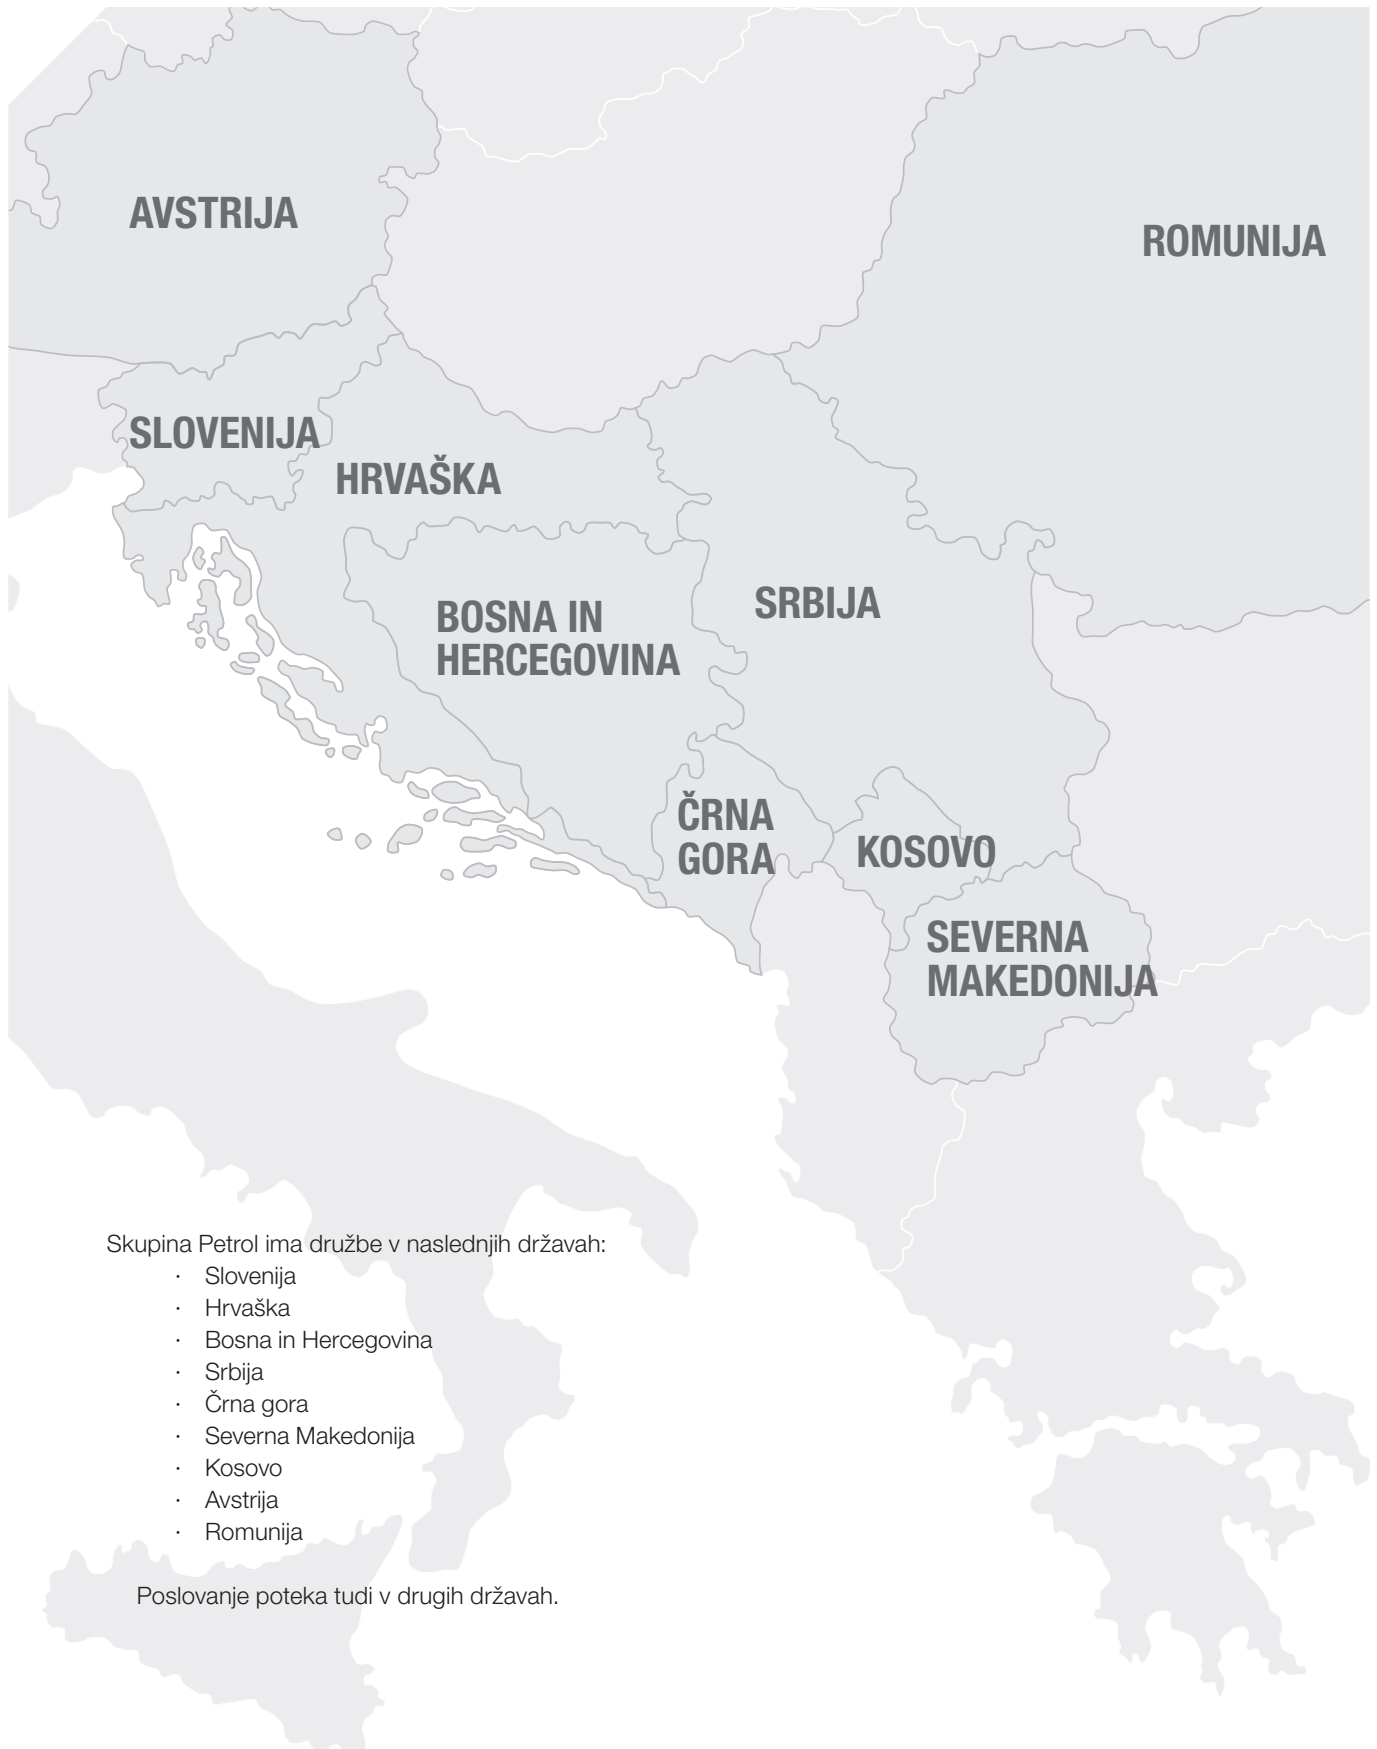 AVSTRIJA
ROMUNIJA
SLOVENIJA
HRVAŠKA
BOSNA IN
HERCEGOVINA
SRBIJA
ČRNA
GORA
KOSOVO
SEVERNA
MAKEDONIJA
Skupina Petrol ima družbe v naslednjih državah:
· Slovenija
· Hrvaška
· Bosna in Hercegovina
· Srbija
· Črna gora
· Severna Makedonija
· Kosovo
· Avstrija
· Romunija
Poslovanje poteka tudi v drugih državah.